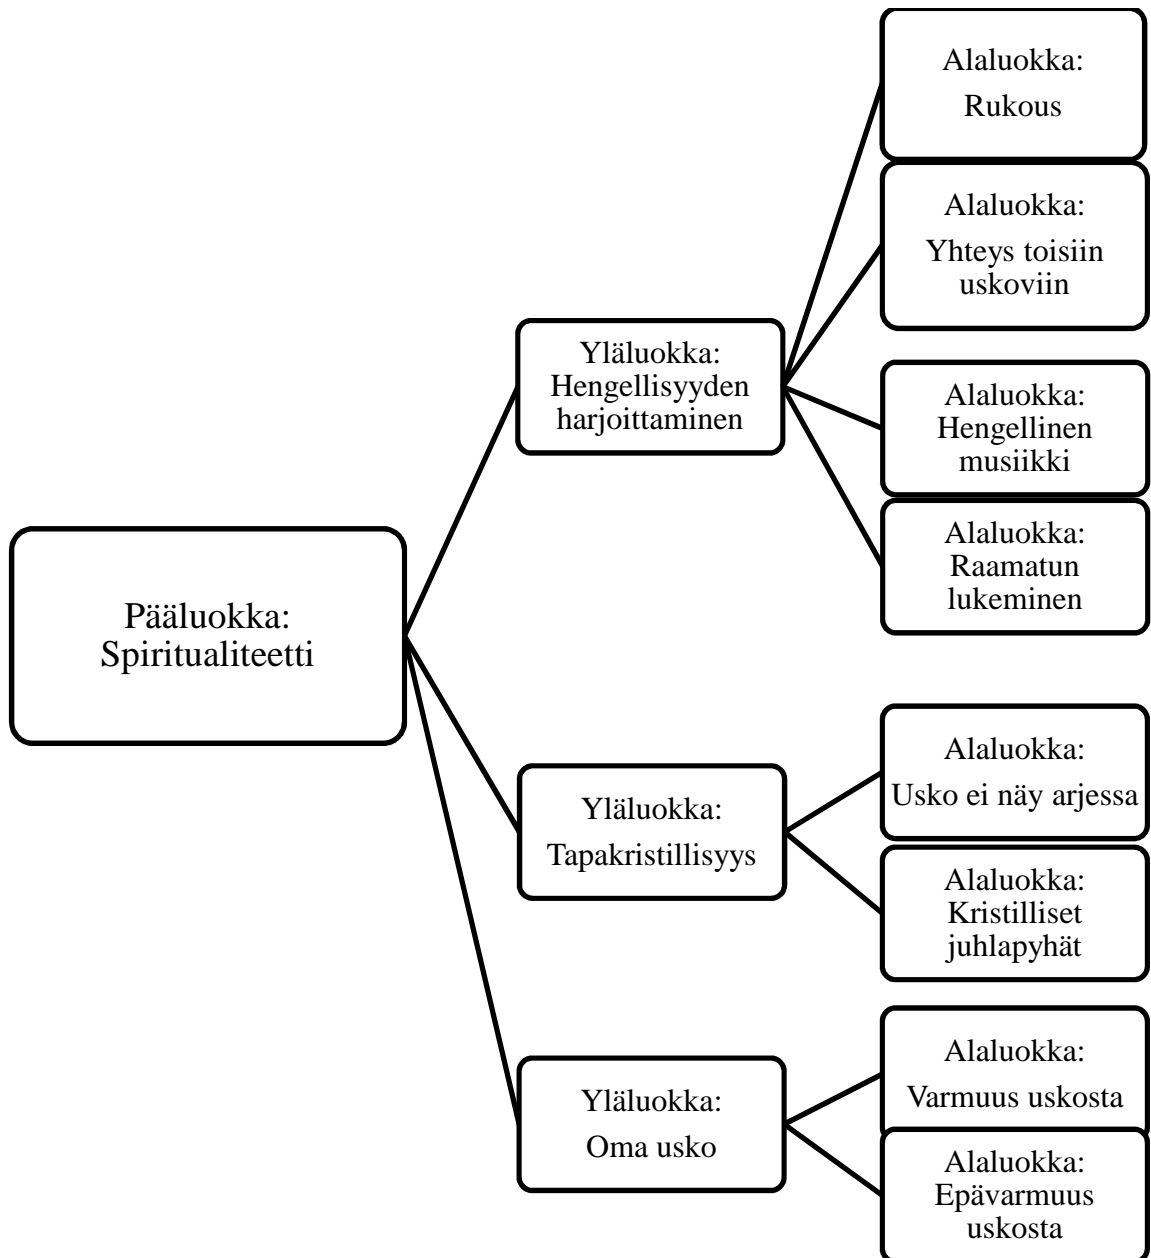 Pääluokka:
Spiritualiteetti
Yläluokka:
Hengellisyyden
harjoittaminen
Alaluokka:
Rukous
Alaluokka:
Yhteys toisiin
uskoviin
Alaluokka:
Hengellinen
musiikki
Alaluokka:
Raamatun
lukeminen
Yläluokka:
Tapakristillisyys
Alaluokka:
Usko ei näy arjessa
Alaluokka:
Kristilliset
juhlapyhät
Yläluokka:
Oma usko
Alaluokka:
Varmuus uskosta
Alaluokka:
Epävarmuus
uskosta